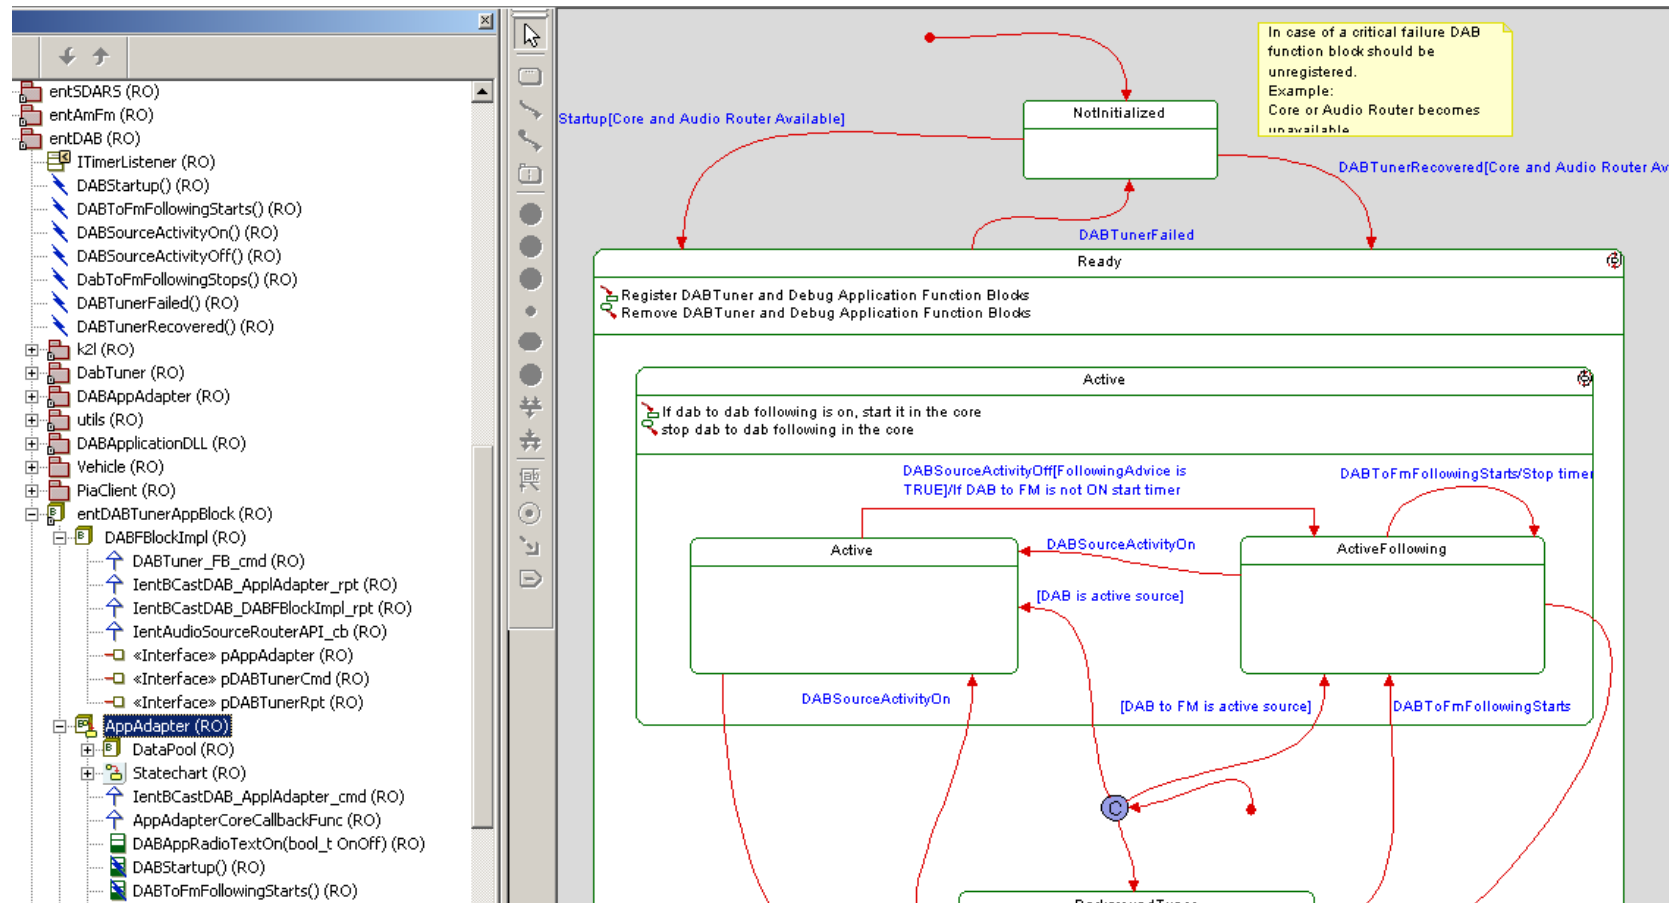 entSDARS (RO)
entAmFm (RO)
entDAB (RO)
ITimerListener (RO)
DABStartup() (RO)
DABToFmFollowingStarts() (RO)
DABSourceActivityOn() (RO)
DABSourceActivityOff() (RO)
DabToFmFollowingStops() (RO)
DABTunerFailed() (RO)
DABTunerRecovered() (RO)
k2l (RO)
DabTuner (RO)
DABAppAdapter (RO)
utils (RO)
DABApplicationDLL (RO)
Vehicle (RO)
PiaClient (RO)
entDABTunerAppBlock (RO)
DABFBlockImpl (RO)
DABTuner_FB_cmd (RO)
IentBCastDAB_ApplAdapter_rpt (RO)
IentBCastDAB_DABFBlockImpl_rpt (RO)
IentAudioSourceRouterAPI_cb (RO)
«Interface» pAppAdapter (RO)
«Interface» pDABTunerCmd (RO)
«Interface» pDABTunerRpt (RO)
AppAdapter (RO)
DataPool (RO)
Statechart (RO)
IentBCastDAB_ApplAdapter_cmd (RO)
AppAdapterCoreCallbackFunc (RO)
DABAppRadioTextOn(bool_t OnOff) (RO)
DABStartup() (RO)
DABToFmFollowingStarts() (RO)
In case of a critical failure DAB
function block should be
unregistered.
Example:
Core or Audio Router becomes
unavailable
NotInitialized
Startup[Core and Audio Router Available]
DABTunerRecovered[Core and Audio Router Av
DABTunerFailed
Ready
Register DABTuner and Debug Application Function Blocks
Remove DABTuner and Debug Application Function Blocks
Active
If dab to dab following is on, start it in the core
stop dab to dab following in the core
DABSourceActivityOff[FollowingAdvice is
TRUE]/If DAB to FM is not ON start timer
DABToFmFollowingStarts/Stop timer
Active
DABSourceActivityOn
ActiveFollowing
[DAB is active source]
DABSourceActivityOn
[DAB to FM is active source]
DABToFmFollowingStarts
C